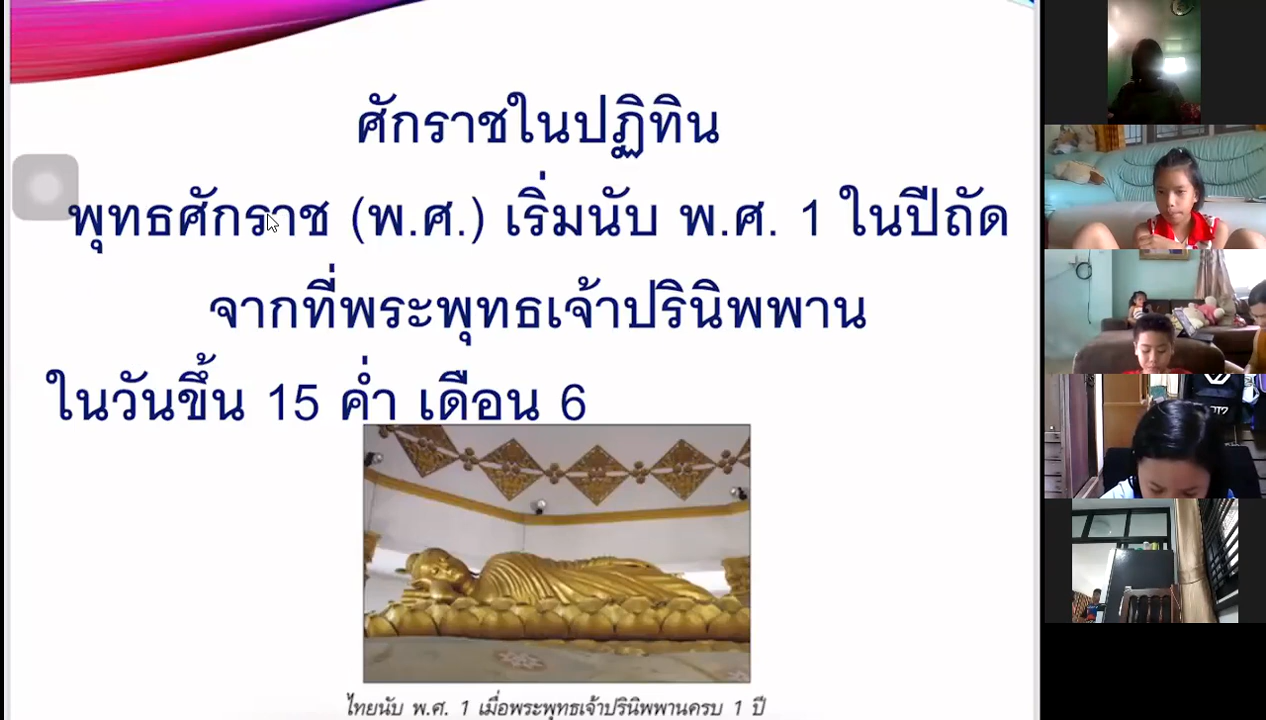 ศักราชในปฏิทิน
พุทธศักราช (พ.ศ.) เริ่มนับ พ.ศ. 1 ในปีถัด
จากที่พระพุทธเจ้าปรินิพพาน
ในวันขึ้น 15 ค่ำ เดือน 6
ไทยนับ พ.ศ. 1 เมื่อพระพุทธเจ้าปรินิพพานครบ 1 ปี